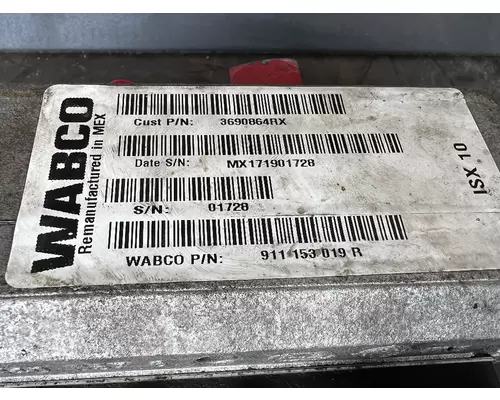 WABCO
Remanufactured in MEX
Cust P/N: 3690864RX
Date S/N: MX171901728
S/N: 01728
WABCO P/N: 911 153 019 R
ISX 10